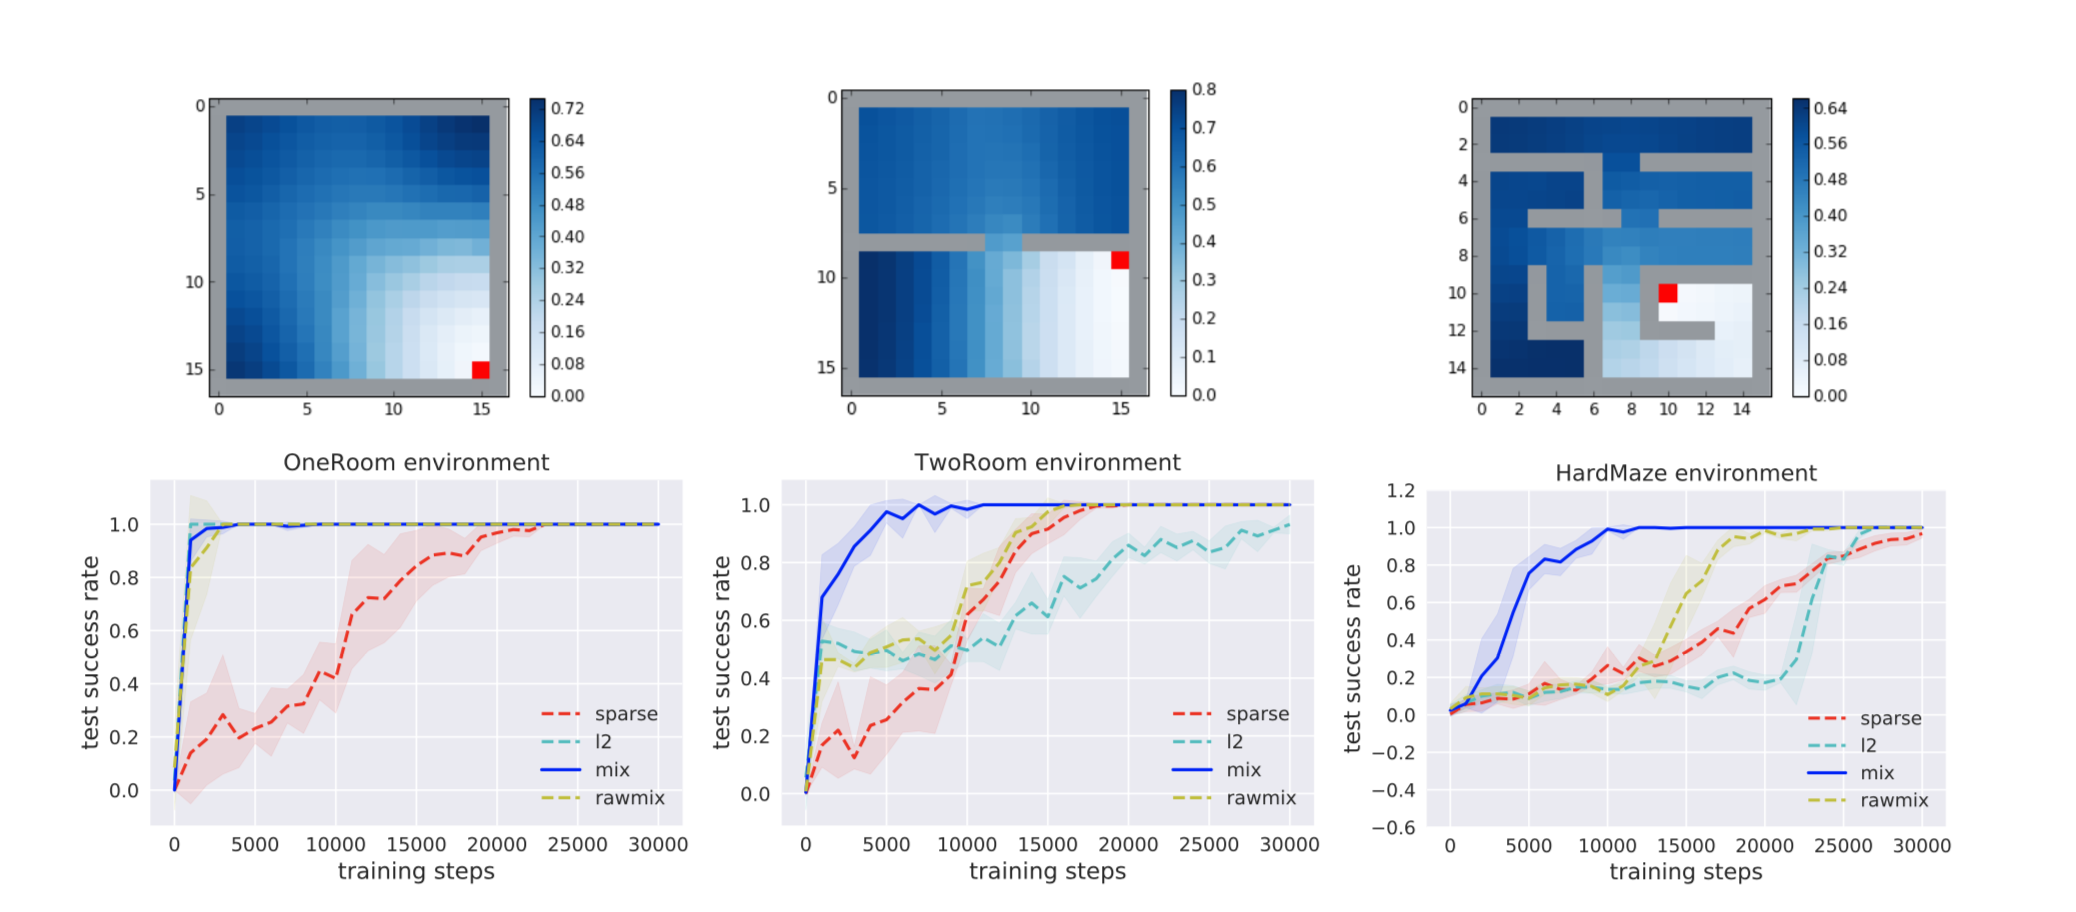 0
5
10
15
0
5
10
15
0.72
0.64
0.56
0.48
0.40
0.32
0.24
0.16
0.08
0.00
0
5
10
15
0
5
10
15
0.8
0.7
0.6
0.5
0.4
0.3
0.2
0.1
0.0
0
2
4
6
8
10
12
14
0 2 4 6 8 10 12 14
0.64
0.56
0.48
0.40
0.32
0.24
0.16
0.08
0.00
OneRoom environment
test success rate
1.0
0.8
0.6
0.4
0.2
0.0
sparse
l2
mix
rawmix
0 5000 10000 15000 20000 25000 30000
training steps
TwoRoom environment
test success rate
1.0
0.8
0.6
0.4
0.2
0.0
sparse
l2
mix
rawmix
0 5000 10000 15000 20000 25000 30000
training steps
HardMaze environment
test success rate
1.2
1.0
0.8
0.6
0.4
0.2
0.0
−0.2
−0.4
−0.6
sparse
l2
mix
rawmix
0 5000 10000 15000 20000 25000 30000
training steps